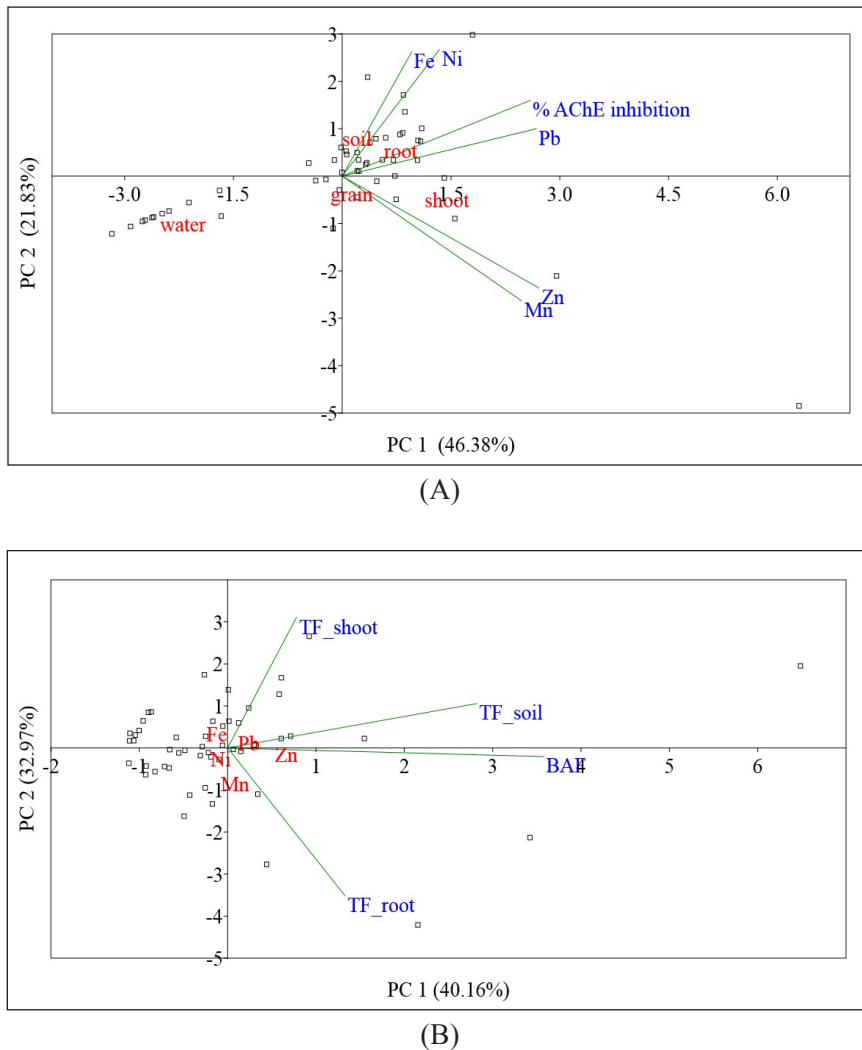 3
Fe
Ni
2
% AChE inhibition
1
Pb
soil
root
-3.0
-1.5
grain
1.5
3.0
4.5
6.0
shoot
-1
water
-2
Zn
Mn
-3
-4
-5
PC 2 (21.83%)
PC 1 (46.38%)
(A)
3
TF_shoot
2
1
TF_soil
Fe
Pb
-2
-1
Ni
Zn
1
2
3
BAF
4
5
6
-1
Mn
-2
-3
TF_root
-4
-5
PC 2 (32.97%)
PC 1 (40.16%)
(B)